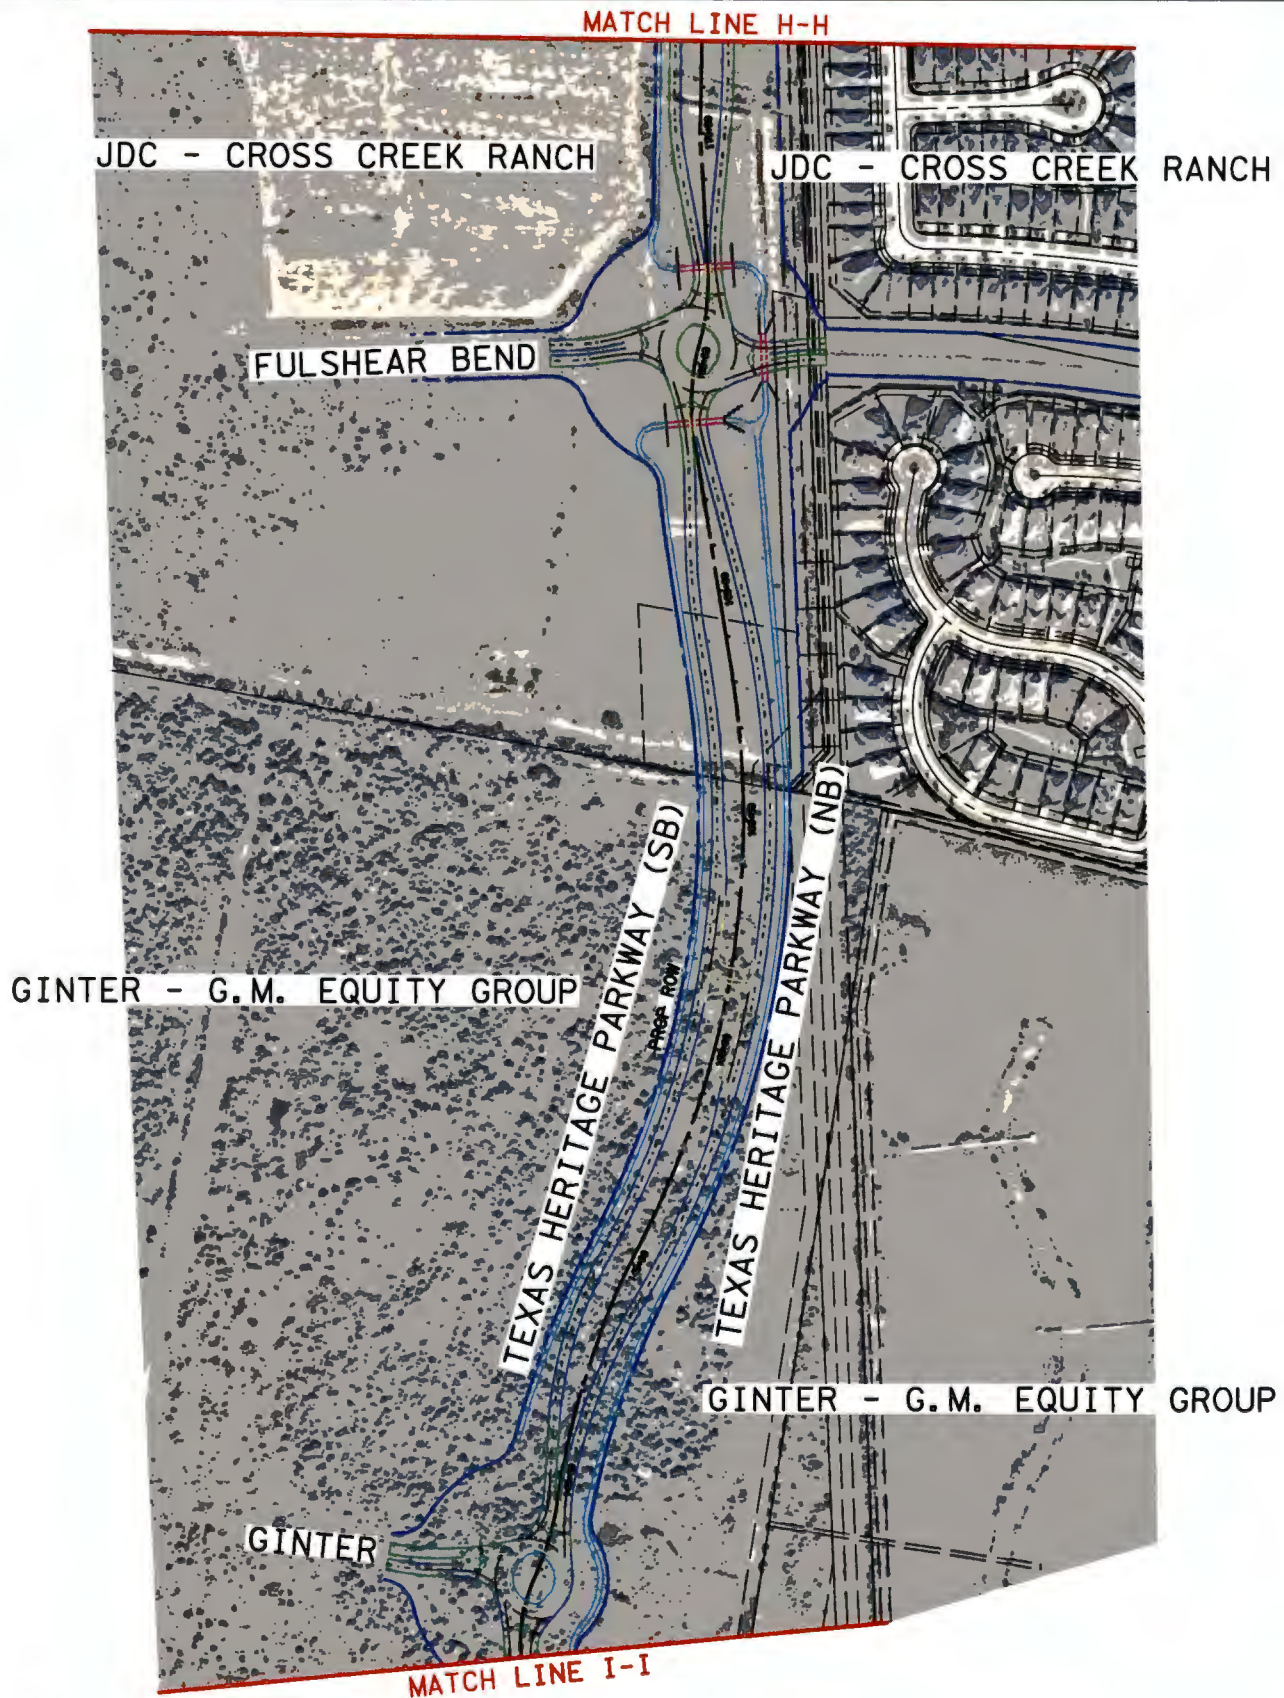 MATCH LINE H-H
JDC - CROSS CREEK RANCH
JDC - CROSS CREEK RANCH
FULSHEAR BEND
TEXAS HERITAGE PARKWAY (SB)
TEXAS HERITAGE PARKWAY (NB)
PROP ROW
GINTER - G.M. EQUITY GROUP
GINTER - G.M. EQUITY GROUP
GINTER
MATCH LINE I-I